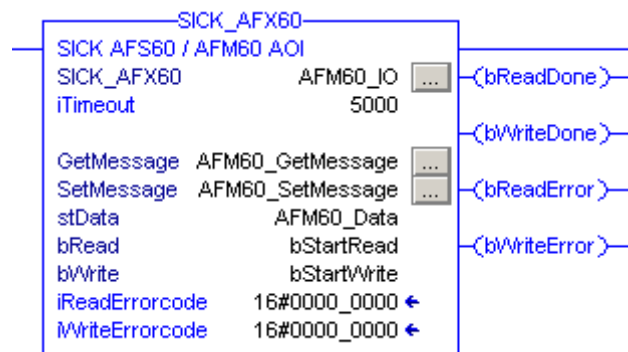 SICK_AFX60
SICK AFS60 / AFM60 AOI
SICK_AFX60 AFM60_IO ... (bReadDone)
iTimeout 5000
(bWriteDone)
GetMessage AFM60_GetMessage ...
SetMessage AFM60_SetMessage ... (bReadError)
stData AFM60_Data
bRead bStartRead (bWriteError)
bWrite bStartWrite
iReadErrorcode 16#0000_0000
iWriteErrorcode 16#0000_0000